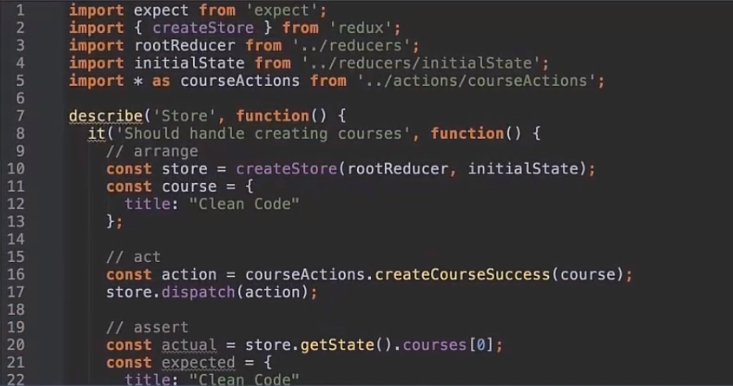 1 import expect from 'expect';
2 import { createStore } from 'redux';
3 import rootReducer from '../reducers';
4 import initialState from '../reducers/initialState';
5 import * as courseActions from '../actions/courseActions';
6
7 describe('Store', function() {
8   it('Should handle creating courses', function() {
9     // arrange
10     const store = createStore(rootReducer, initialState);
11     const course = {
12       title: "Clean Code"
13     };
14
15     // act
16     const action = courseActions.createCourseSuccess(course);
17     store.dispatch(action);
18
19     // assert
20     const actual = store.getState().courses[0];
21     const expected = {
22       title: "Clean Code"